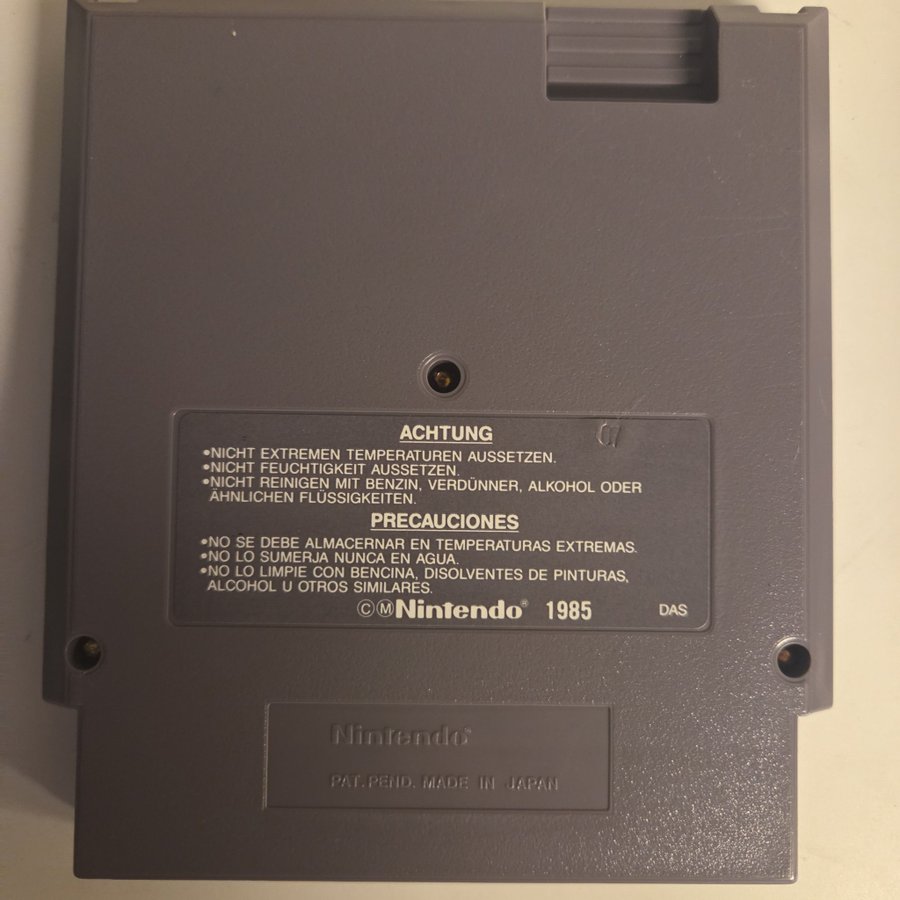 ACHTUNG
•NICHT EXTREMEN TEMPERATUREN AUSSETZEN.
•NICHT FEUCHTIGKEIT AUSSETZEN.
•NICHT REINIGEN MIT BENZIN, VERDÜNNER, ALKOHOL ODER
ÄHNLICHEN FLÜSSIGKEITEN.
PRECAUCIONES
•NO SE DEBE ALMACERNAR EN TEMPERATURAS EXTREMAS.
•NO LO SUMERJA NUNCA EN AGUA.
•NO LO LIMPIE CON BENCINA, DISOLVENTES DE PINTURAS,
ALCOHOL U OTROS SIMILARES.
ⒸⓂNintendo® 1985 DAS
Nintendo®
PAT. PEND. MADE IN JAPAN